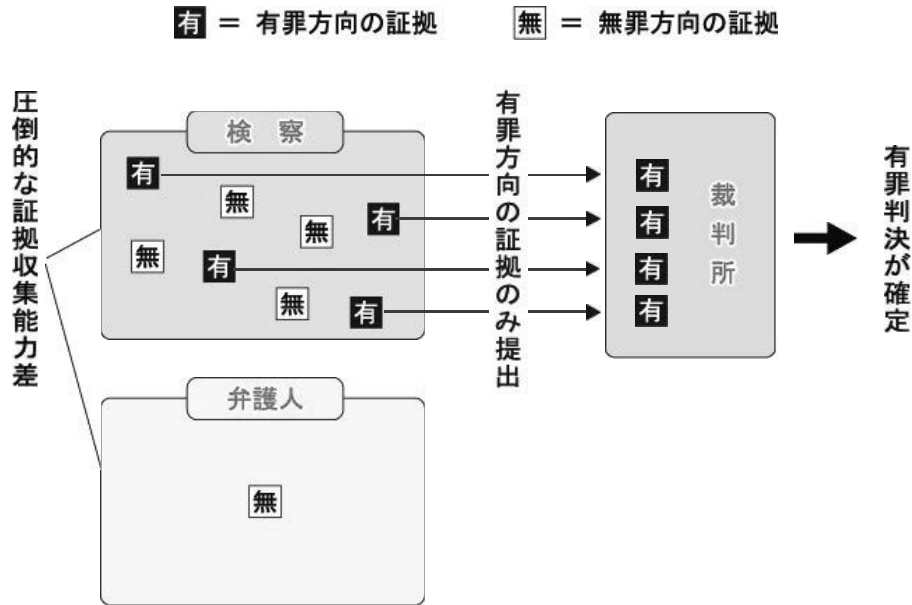 有 = 有罪方向の証拠
無 = 無罪方向の証拠
圧倒的な証拠収集能力差
検 察
有
無
有
無
無
有
無
有
有罪方向の証拠のみ提出
有
有
有
有
裁判所
有罪判決が確定
弁護人
無